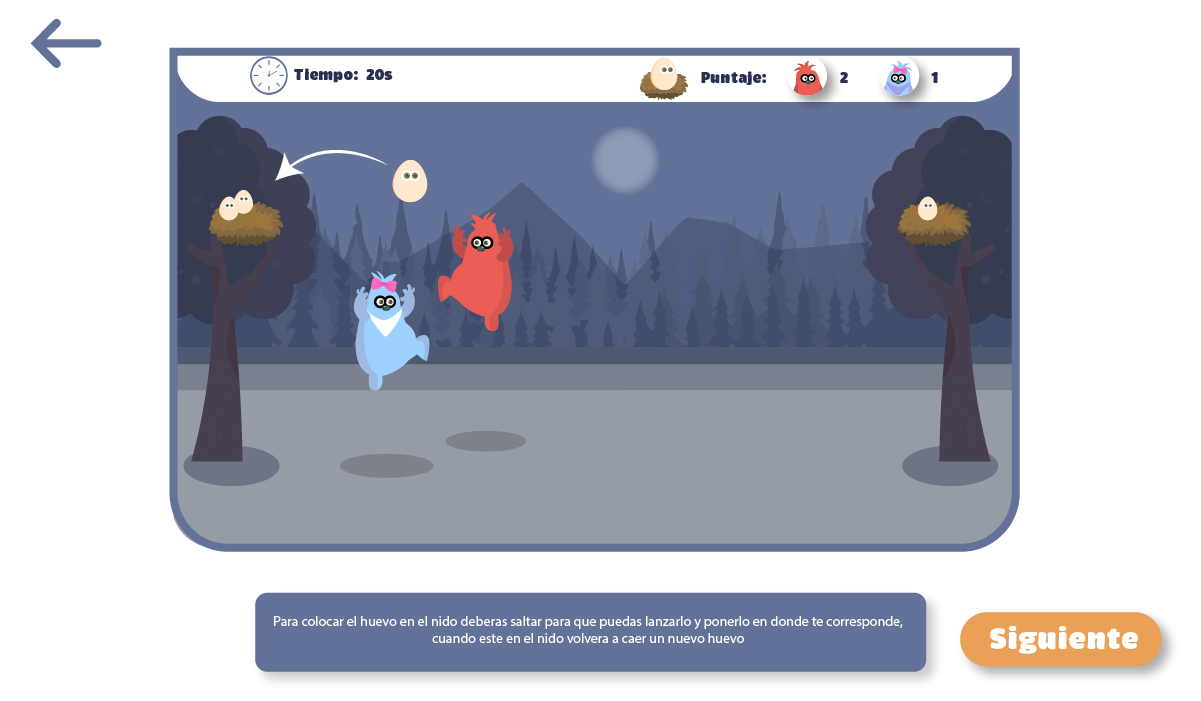 Tiempo: 20s
Puntaje: 2 1
Para colocar el huevo en el nido deberas saltar para que puedas lanzarlo y ponerlo en donde te corresponde,
cuando este en el nido volvera a caer un nuevo huevo
Siguiente